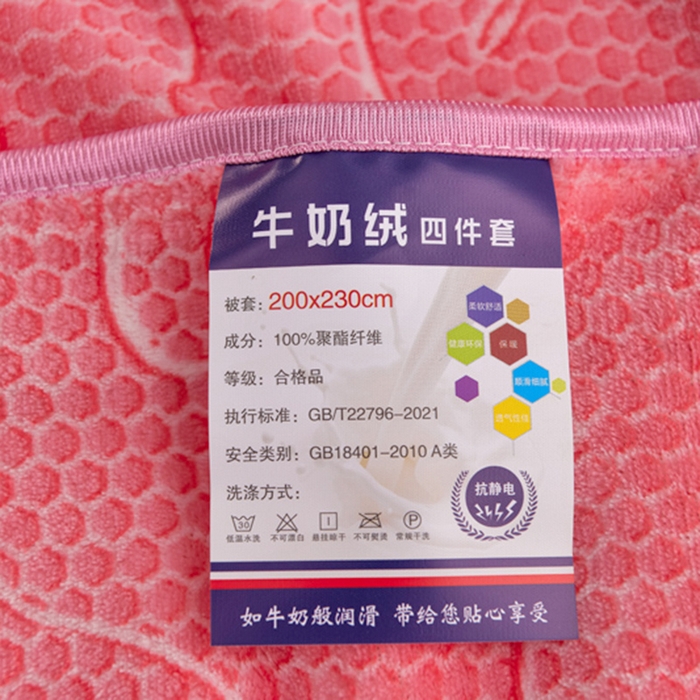 牛奶绒四件套
被套：200x230cm
成分：100%聚酯纤维
等级：合格品
执行标准：GB/T22796-2021
安全类别：GB18401-2010 A类
洗涤方式：
柔软舒适
健康环保
保暖
顺滑细腻
透气性佳
抗静电
30
P
低温水洗 不可漂白 悬挂晾干 不可熨烫 常规干洗
如牛奶般润滑 带给您贴心享受